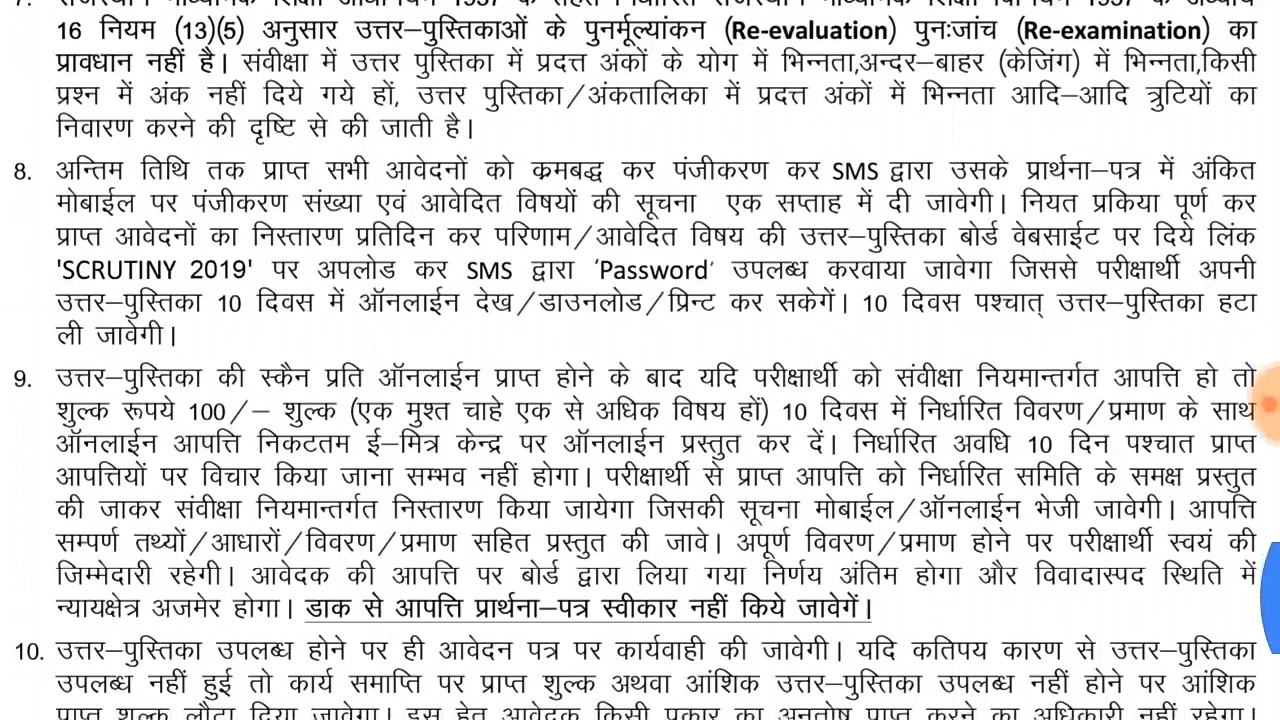 16 नियम (13)(5) अनुसार उत्तर–पुस्तिकाओं के पुनर्मूल्यांकन (Re-evaluation) पुनःजांच (Re-examination) का
प्रावधान नहीं है। संवीक्षा में उत्तर पुस्तिका में प्रदत्त अंकों के योग में भिन्नता,अन्दर–बाहर (केजिंग) में भिन्नता,किसी
प्रश्न में अंक नहीं दिये गये हों, उत्तर पुस्तिका/अंकतालिका में प्रदत्त अंकों में भिन्नता आदि–आदि त्रुटियों का
निवारण करने की दृष्टि से की जाती है।
8. अन्तिम तिथि तक प्राप्त सभी आवेदनों को कमबद्ध कर पंजीकरण कर SMS द्वारा उसके प्रार्थना–पत्र में अंकित
मोबाईल पर पंजीकरण संख्या एवं आवेदित विषयों की सूचना एक सप्ताह में दी जावेगी। नियत प्रकिया पूर्ण कर
प्राप्त आवेदनों का निस्तारण प्रतिदिन कर परिणाम/आवेदित विषय की उत्तर–पुस्तिका बोर्ड वेबसाईट पर दिये लिंक
'SCRUTINY 2019' पर अपलोड कर SMS द्वारा 'Password' उपलब्ध करवाया जावेगा जिससे परीक्षार्थी अपनी
उत्तर–पुस्तिका 10 दिवस में ऑनलाईन देख/डाउनलोड/प्रिन्ट कर सकेगें। 10 दिवस पश्चात् उत्तर–पुस्तिका हटा
ली जावेगी।
9. उत्तर–पुस्तिका की स्कैन प्रति ऑनलाईन प्राप्त होने के बाद यदि परीक्षार्थी को संवीक्षा नियमान्तर्गत आपत्ति हो तो
शुल्क रूपये 100/– शुल्क (एक मुश्त चाहे एक से अधिक विषय हों) 10 दिवस में निर्धारित विवरण/प्रमाण के साथ
ऑनलाईन आपत्ति निकटतम ई–मित्र केन्द्र पर ऑनलाईन प्रस्तुत कर दें। निर्धारित अवधि 10 दिन पश्चात प्राप्त
आपत्तियों पर विचार किया जाना सम्भव नहीं होगा। परीक्षार्थी से प्राप्त आपत्ति को निर्धारित समिति के समक्ष प्रस्तुत
की जाकर संवीक्षा नियमान्तर्गत निस्तारण किया जायेगा जिसकी सूचना मोबाईल/ऑनलाईन भेजी जावेगी। आपत्ति
सम्पर्ण तथ्यों/आधारों/विवरण/प्रमाण सहित प्रस्तुत की जावे। अपूर्ण विवरण/प्रमाण होने पर परीक्षार्थी स्वयं की
जिम्मेदारी रहेगी। आवेदक की आपत्ति पर बोर्ड द्वारा लिया गया निर्णय अंतिम होगा और विवादास्पद स्थिति में
न्यायक्षेत्र अजमेर होगा। डाक से आपत्ति प्रार्थना–पत्र स्वीकार नहीं किये जावेगें।
10. उत्तर–पुस्तिका उपलब्ध होने पर ही आवेदन पत्र पर कार्यवाही की जावेगी। यदि कतिपय कारण से उत्तर–पुस्तिका
उपलब्ध नहीं हुई तो कार्य समाप्ति पर प्राप्त शुल्क अथवा आंशिक उत्तर–पुस्तिका उपलब्ध नहीं होने पर आंशिक
प्राप्त शुल्क लौटा दिया जावेगा। इस हेतु आवेदक किसी प्रकार का अनुतोष प्राप्त करने का अधिकारी नहीं रहेगा।